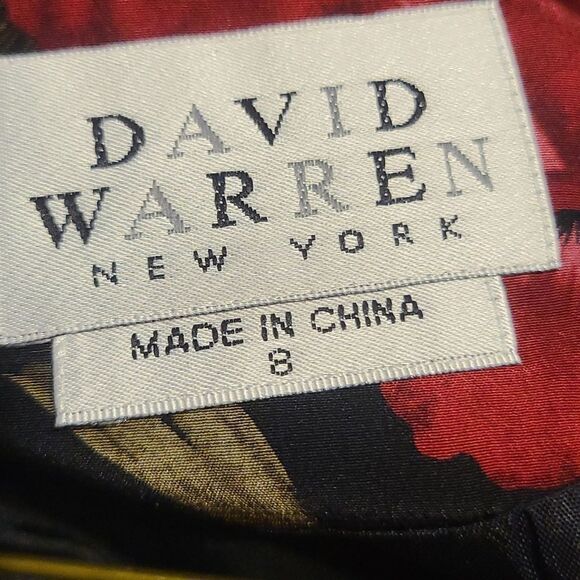 DAVID
WARREN
NEW YORK
MADE IN CHINA
8